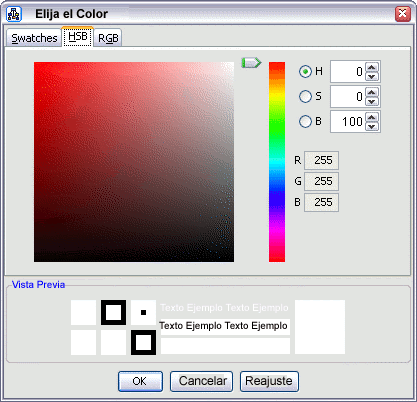 Elija el Color
Swatches HSB RGB
H 0
S 0
B 100
R 255
G 255
B 255
Vista Previa
Texto Ejemplo Texto Ejemplo
Texto Ejemplo Texto Ejemplo
OK Cancelar Reajuste